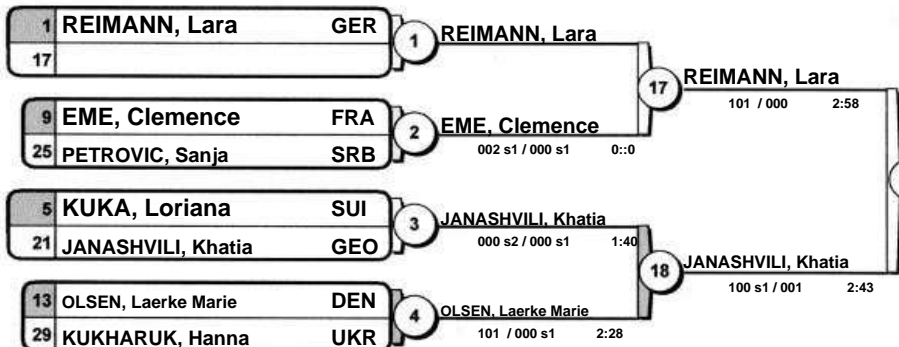 1 REIMANN, Lara GER
17
1 REIMANN, Lara
9 EME, Clemence FRA
25 PETROVIC, Sanja SRB
2 EME, Clemence
002 s1 / 000 s1 0::0
17 REIMANN, Lara
101 / 000 2:58
5 KUKA, Loriana SUI
21 JANASHVILI, Khatia GEO
3 JANASHVILI, Khatia
000 s2 / 000 s1 1:40
13 OLSEN, Laerke Marie DEN
29 KUKHARUK, Hanna UKR
4 OLSEN, Laerke Marie
101 / 000 s1 2:28
18 JANASHVILI, Khatia
100 s1 / 001 2:43